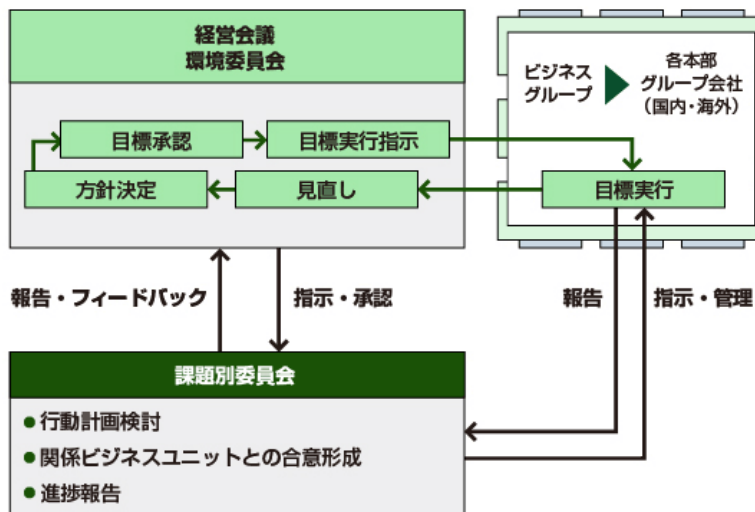 経営会議
環境委員会
目標承認
目標実行指示
方針決定
見直し
ビジネス
グループ
各本部
グループ会社
(国内・海外)
目標実行
報告・フィードバック
指示・承認
報告
指示・管理
課題別委員会
● 行動計画検討
● 関係ビジネスユニットとの合意形成
● 進捗報告